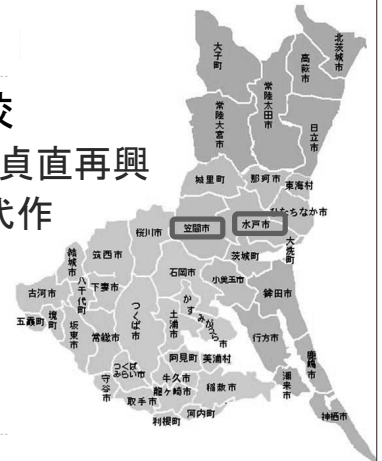 校
貞直再興
代作
北茨城市
大子町
高萩市
常陸太田市
常陸大宮市
日立市
城里町
那珂市
東海村
ひたちなか市
笠間市
水戸市
桜川市
大洗町
茨城町
筑西市
結城市
石岡市
小美玉市
八千代町
下妻市
古河市
かすみがうら市
鉾田市
つくば市
土浦市
五霞町
境町
坂東市
常総市
行方市
鹿嶋市
つくばみらい市
阿見町
美浦村
守谷市
牛久市
龍ヶ崎市
稲敷市
潮来市
取手市
河内町
利根町
神栖市